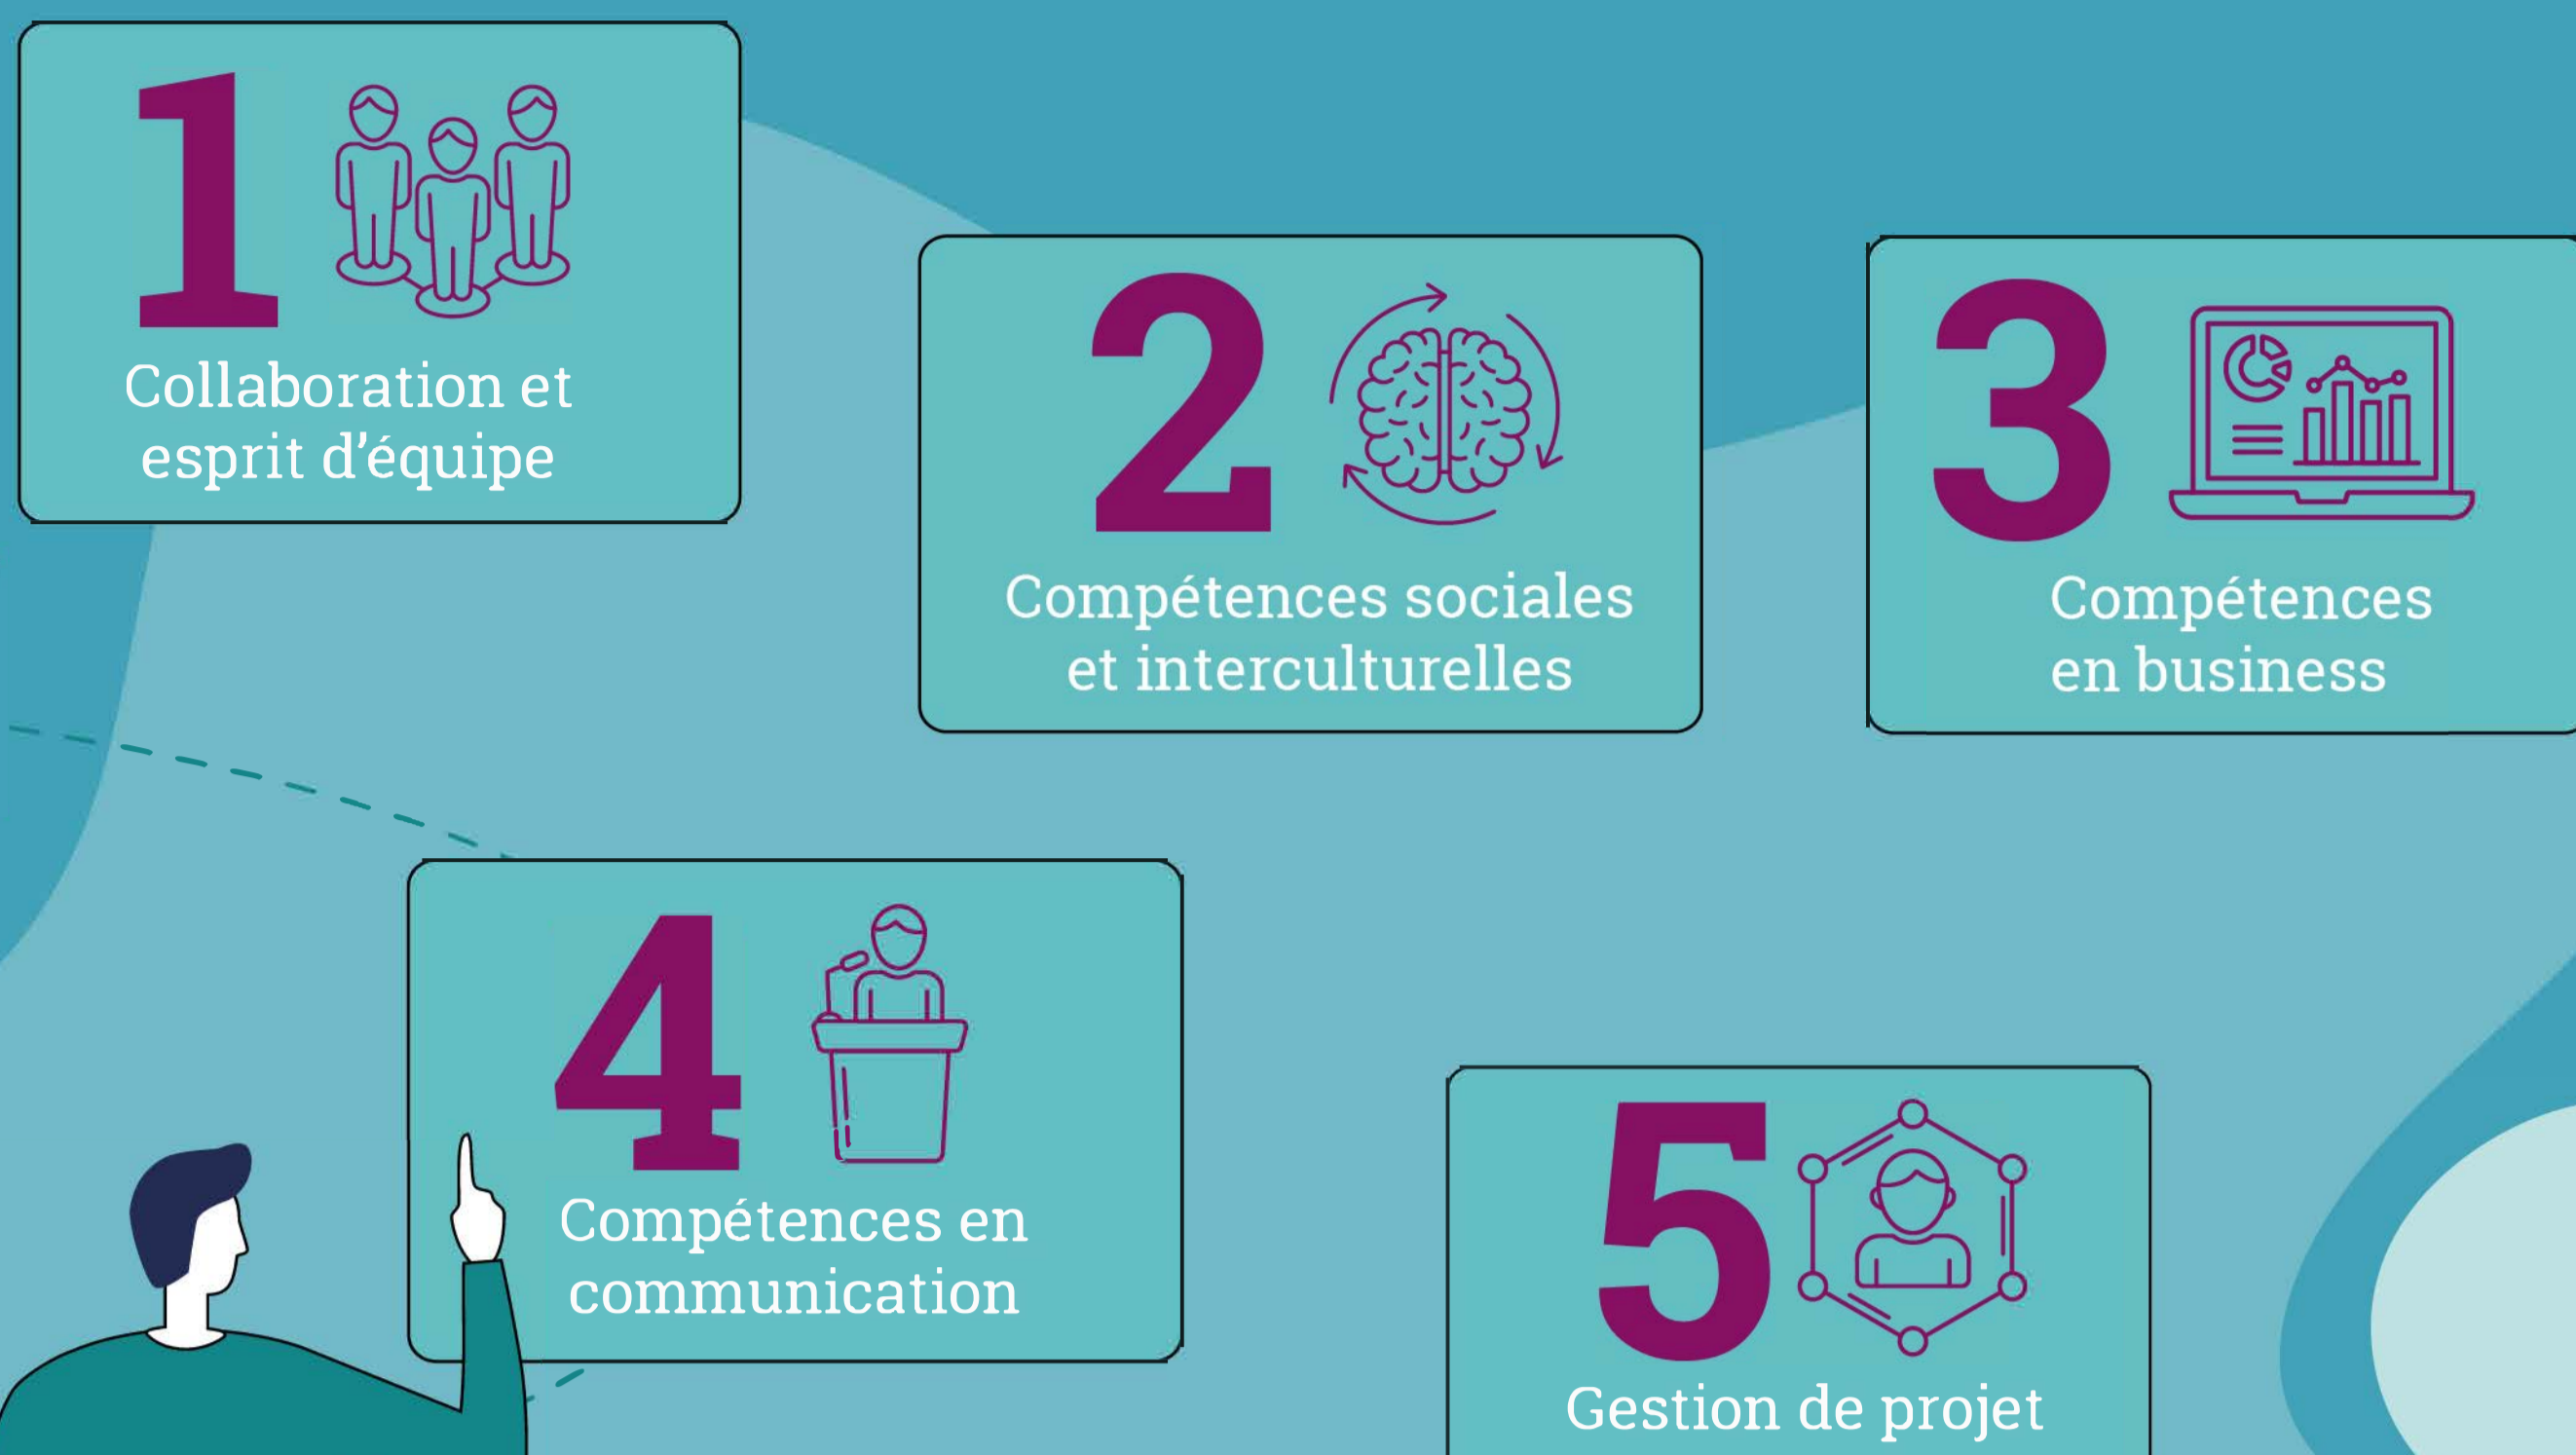 1
Collaboration et
esprit d'équipe
2
Compétences sociales
et interculturelles
3
Compétences
en business
4
Compétences en
communication
5
Gestion de projet